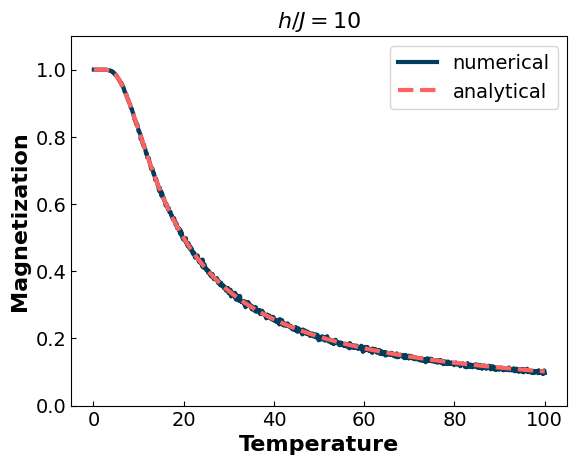 h/J = 10
numerical
analytical
Magnetization
1.0
0.8
0.6
0.4
0.2
0.0
0 20 40 60 80 100
Temperature